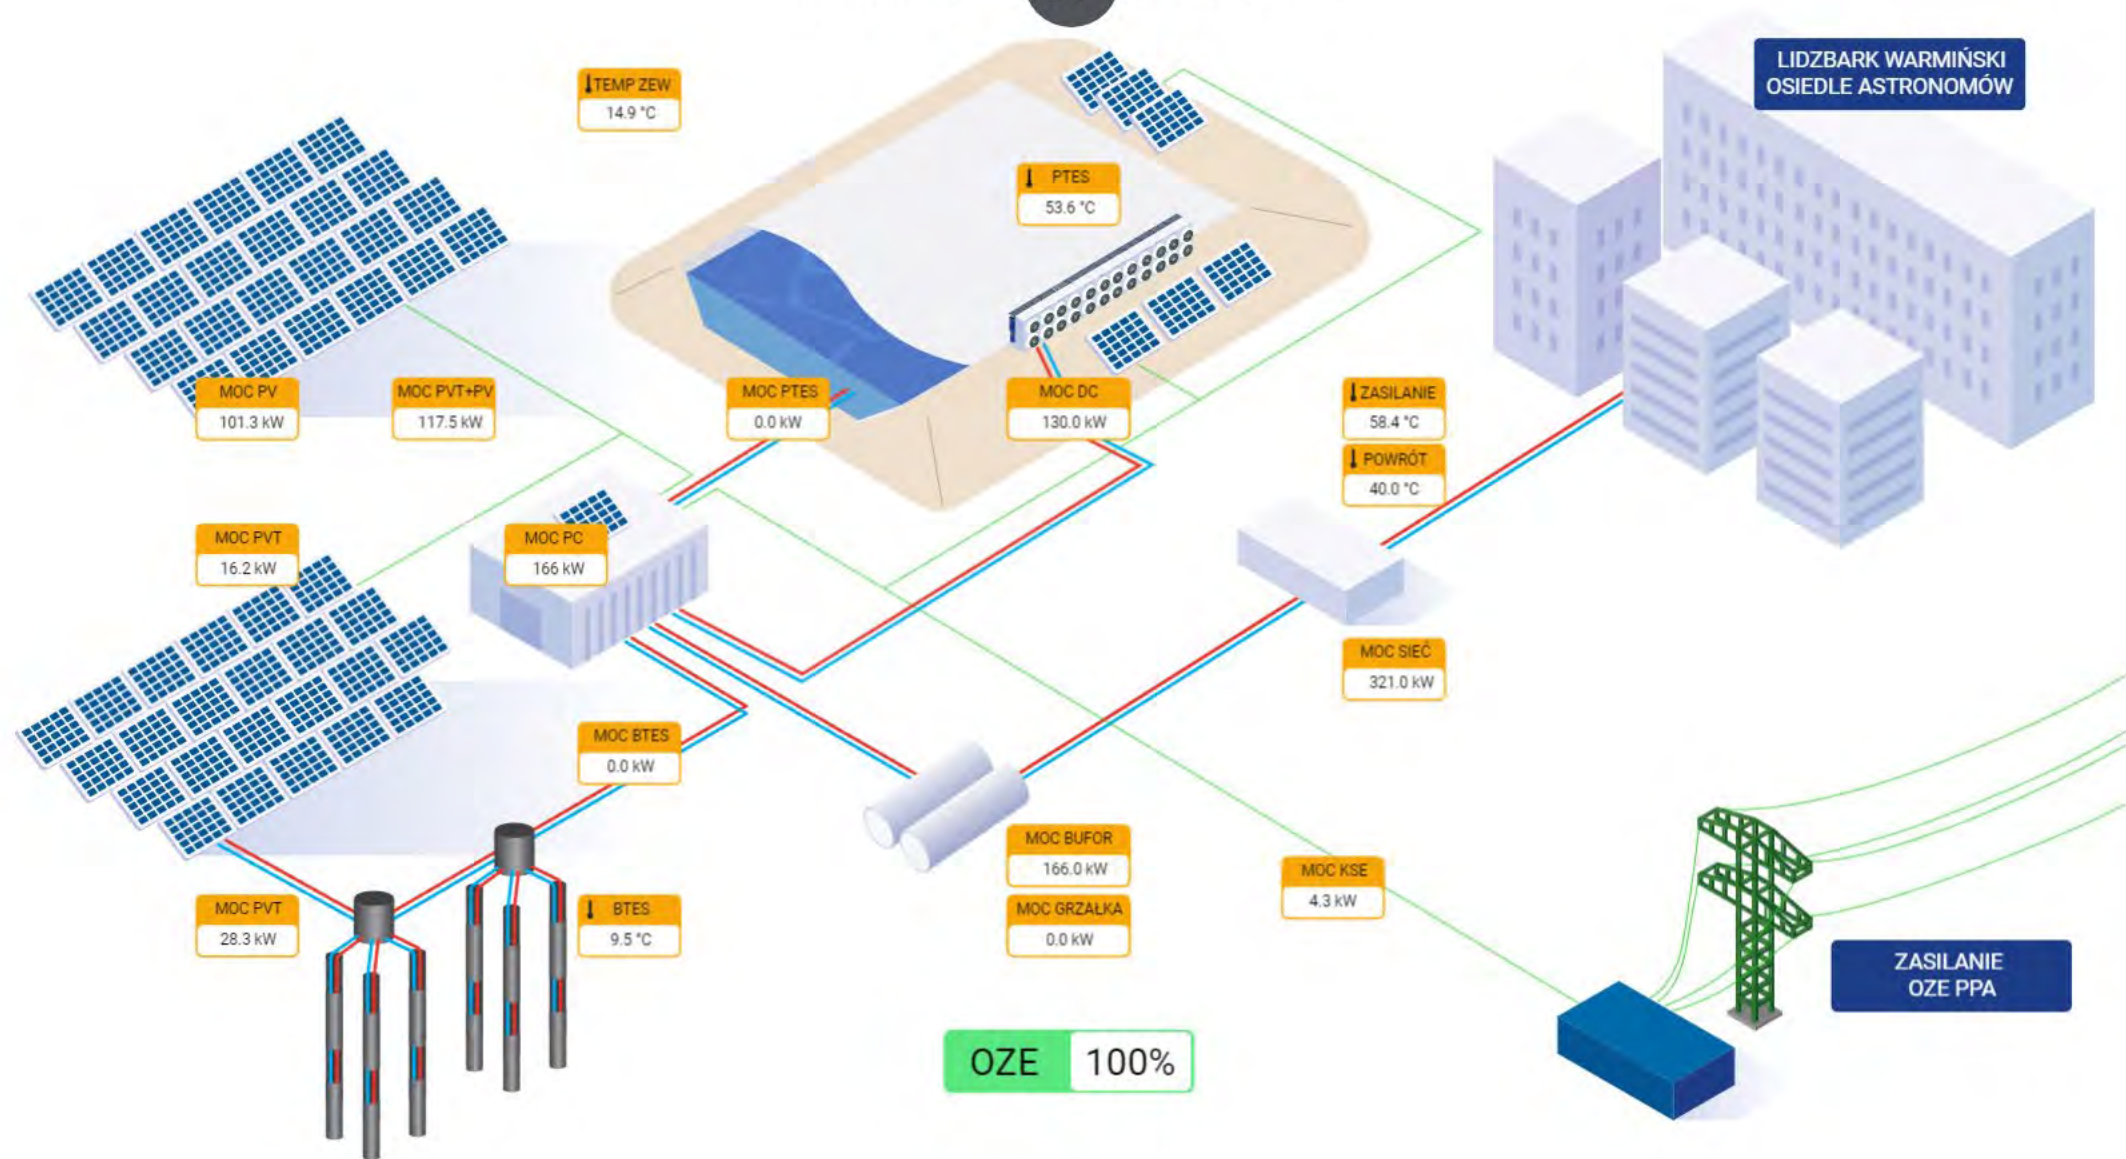 LIDZBARK WARMIŃSKI
OSIEDLE ASTRONOMÓW
TEMP ZEW
14.9 °C
PTES
53.6 °C
MOC PV
101.3 kW
MOC PVT+PV
117.5 kW
MOC PTES
0.0 kW
MOC DC
130.0 kW
ZASILANIE
58.4 °C
POWRÓT
40.0 °C
MOC PVT
16.2 kW
MOC PC
166 kW
MOC SIEĆ
321.0 kW
MOC BTES
0.0 kW
MOC BUFOR
166.0 kW
MOC GRZAŁKA
0.0 kW
MOC KSE
4.3 kW
MOC PVT
28.3 kW
BTES
9.5 °C
ZASILANIE
OZE PPA
OZE 100%